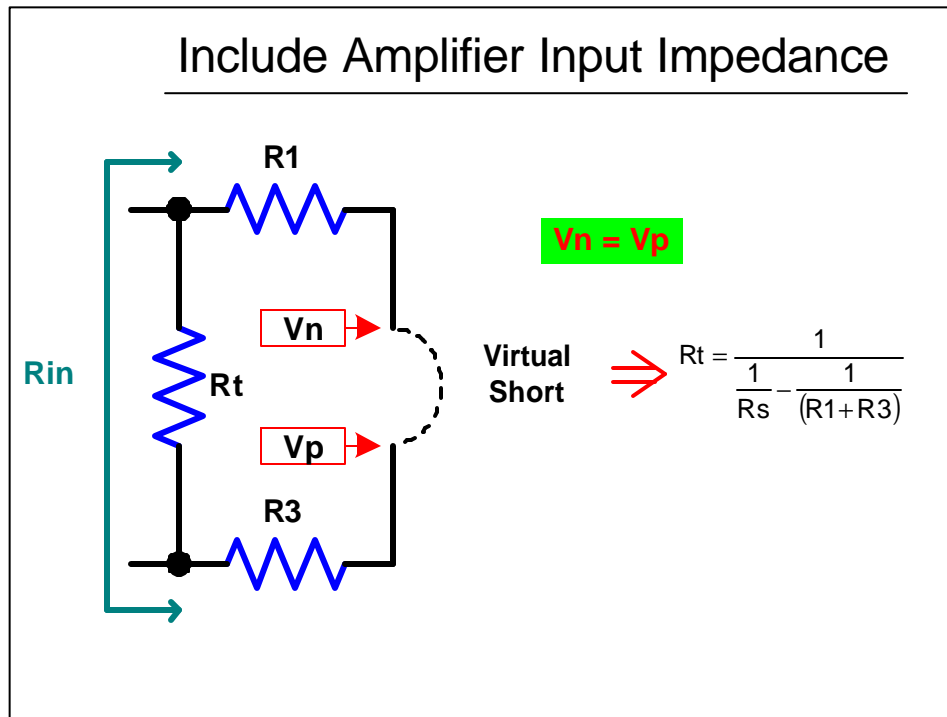 Include Amplifier Input Impedance
R1
Vn = Vp
Vn
Rin
Rt
Virtual
Short
Rt = 1 / (1/Rs − 1/(R1+R3))
Vp
R3